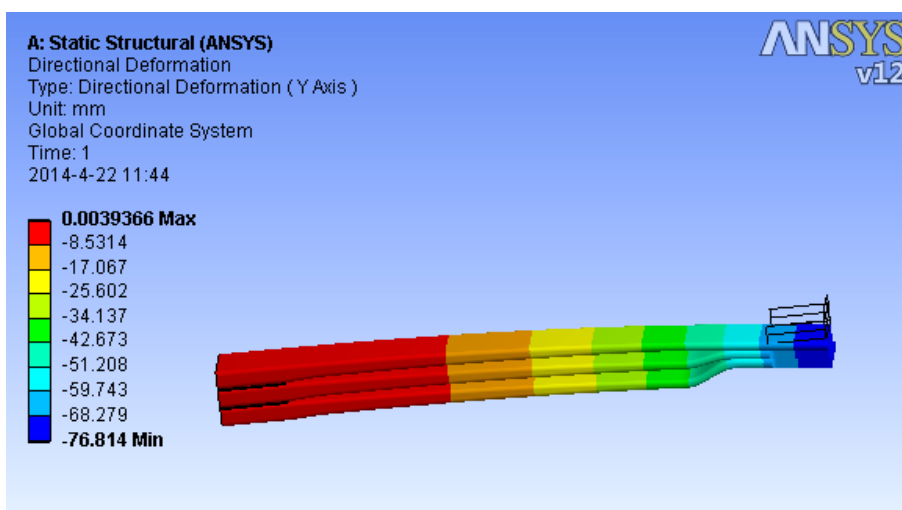 A: Static Structural (ANSYS)
Directional Deformation
Type: Directional Deformation ( Y Axis )
Unit: mm
Global Coordinate System
Time: 1
2014-4-22 11:44
ANSYS
v12
0.0039366 Max
-8.5314
-17.067
-25.602
-34.137
-42.673
-51.208
-59.743
-68.279
-76.814 Min